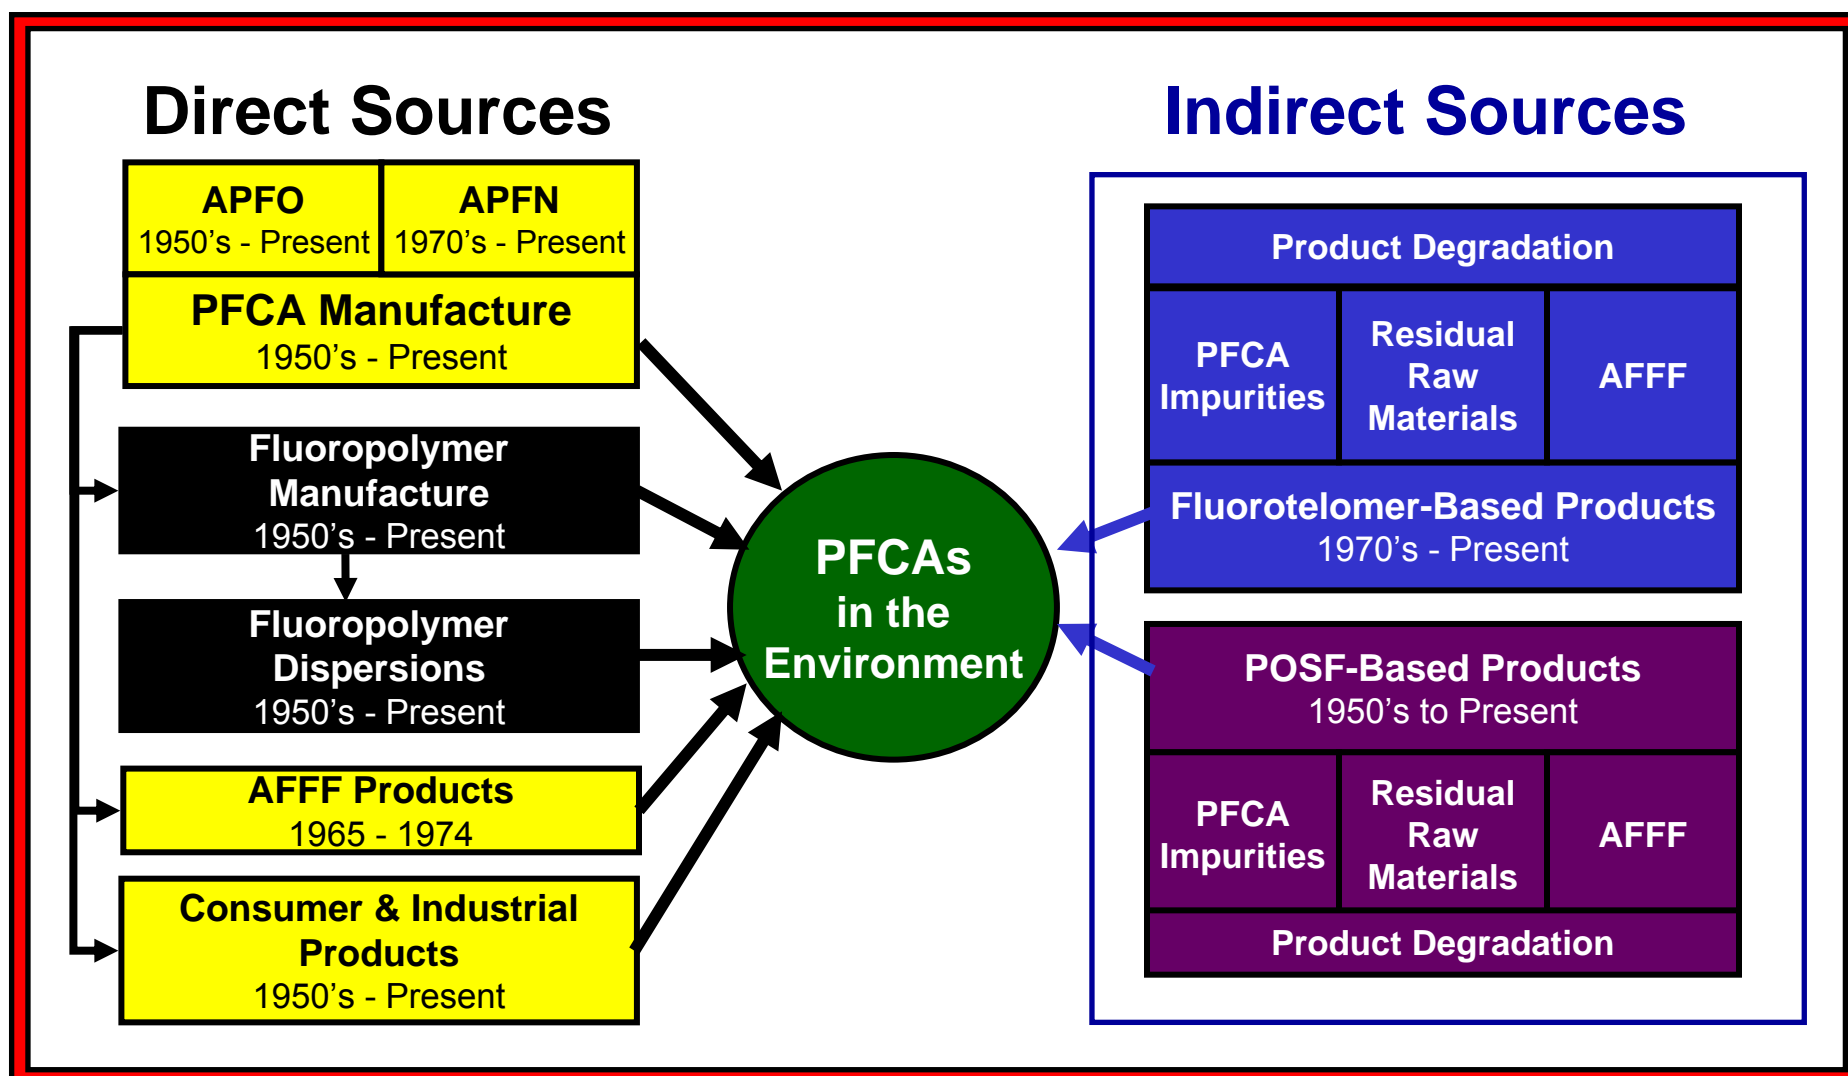 Direct Sources
APFO
1950's - Present
APFN
1970's - Present
PFCA Manufacture
1950's - Present
Fluoropolymer
Manufacture
1950's - Present
Fluoropolymer
Dispersions
1950's - Present
AFFF Products
1965 - 1974
Consumer & Industrial
Products
1950's - Present
PFCAs
in the
Environment
Indirect Sources
Product Degradation
PFCA
Impurities
Residual
Raw
Materials
AFFF
Fluorotelomer-Based Products
1970's - Present
POSF-Based Products
1950's to Present
PFCA
Impurities
Residual
Raw
Materials
AFFF
Product Degradation